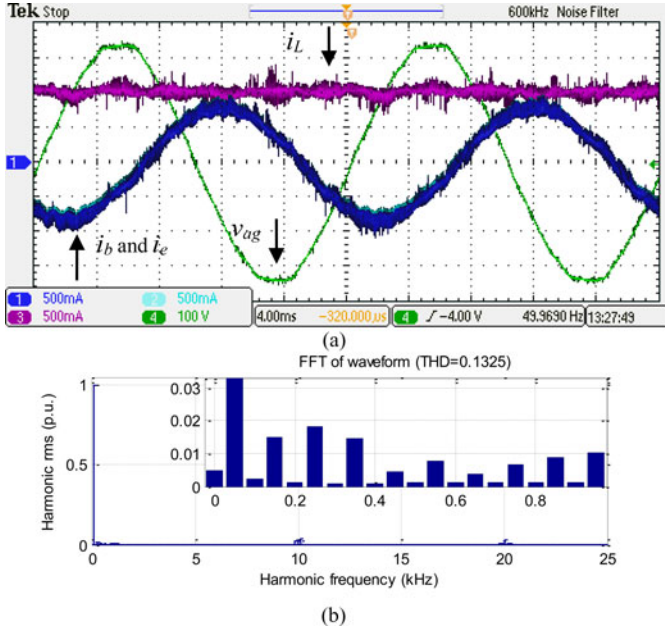 Tek Stop 600kHz Noise Filter
(a)
i_L
1
v_ag
i_b and i_e
1 500mA 2 500mA
3 500mA 4 100 V 4.00ms -320.000us 4 -4.00 V 49.9690 Hz 13:27:49
(a)
FFT of waveform (THD=0.1325)
Harmonic rms (p.u.)
1
0.5
0
0.03
0.02
0.01
0
0 0.2 0.4 0.6 0.8
0 5 10 15 20 25
Harmonic frequency (kHz)
(b)